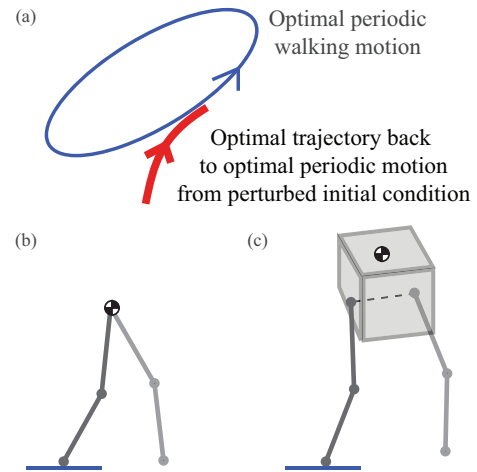 (a)
Optimal periodic
walking motion
Optimal trajectory back
to optimal periodic motion
from perturbed initial condition
(b)
(c)